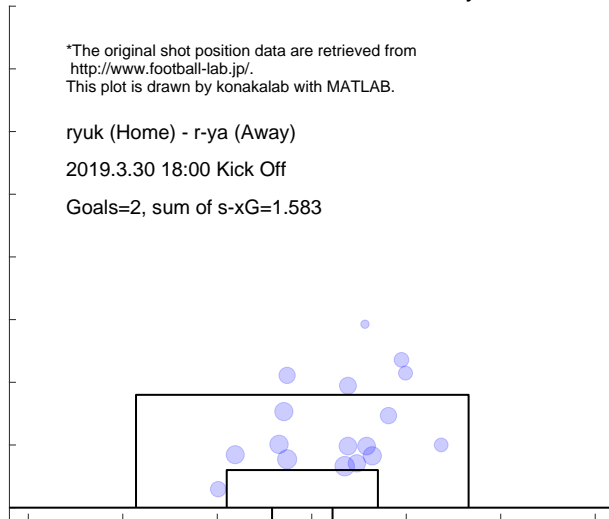 *The original shot position data are retrieved from
http://www.football-lab.jp/.
This plot is drawn by konakalab with MATLAB.
ryuk (Home) - r-ya (Away)
2019.3.30 18:00 Kick Off
Goals=2, sum of s-xG=1.583